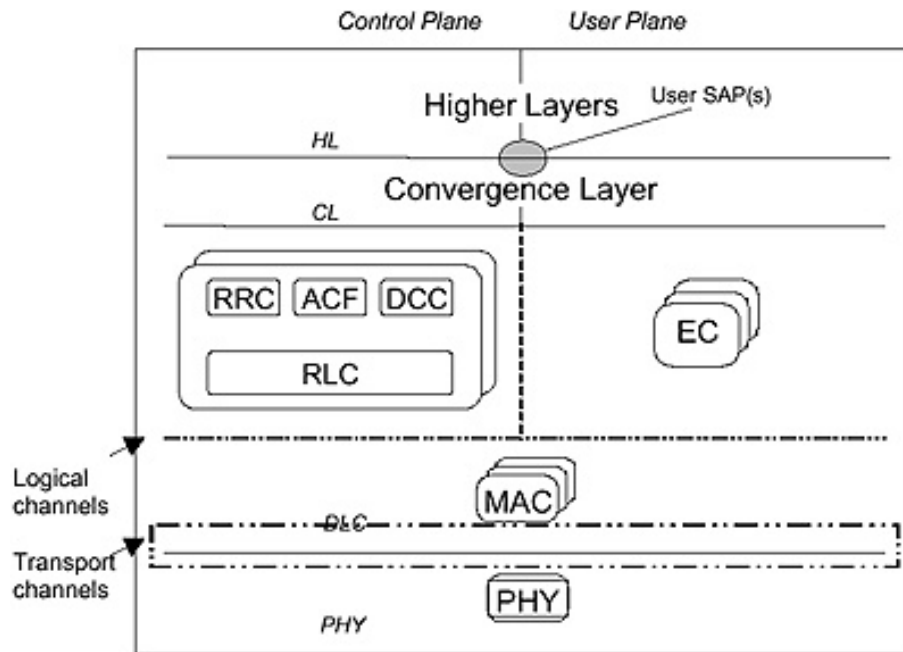 Control Plane
User Plane
Higher Layers
User SAP(s)
HL
Convergence Layer
CL
RRC
ACF
DCC
EC
RLC
Logical
channels
MAC
DLC
Transport
channels
PHY
PHY